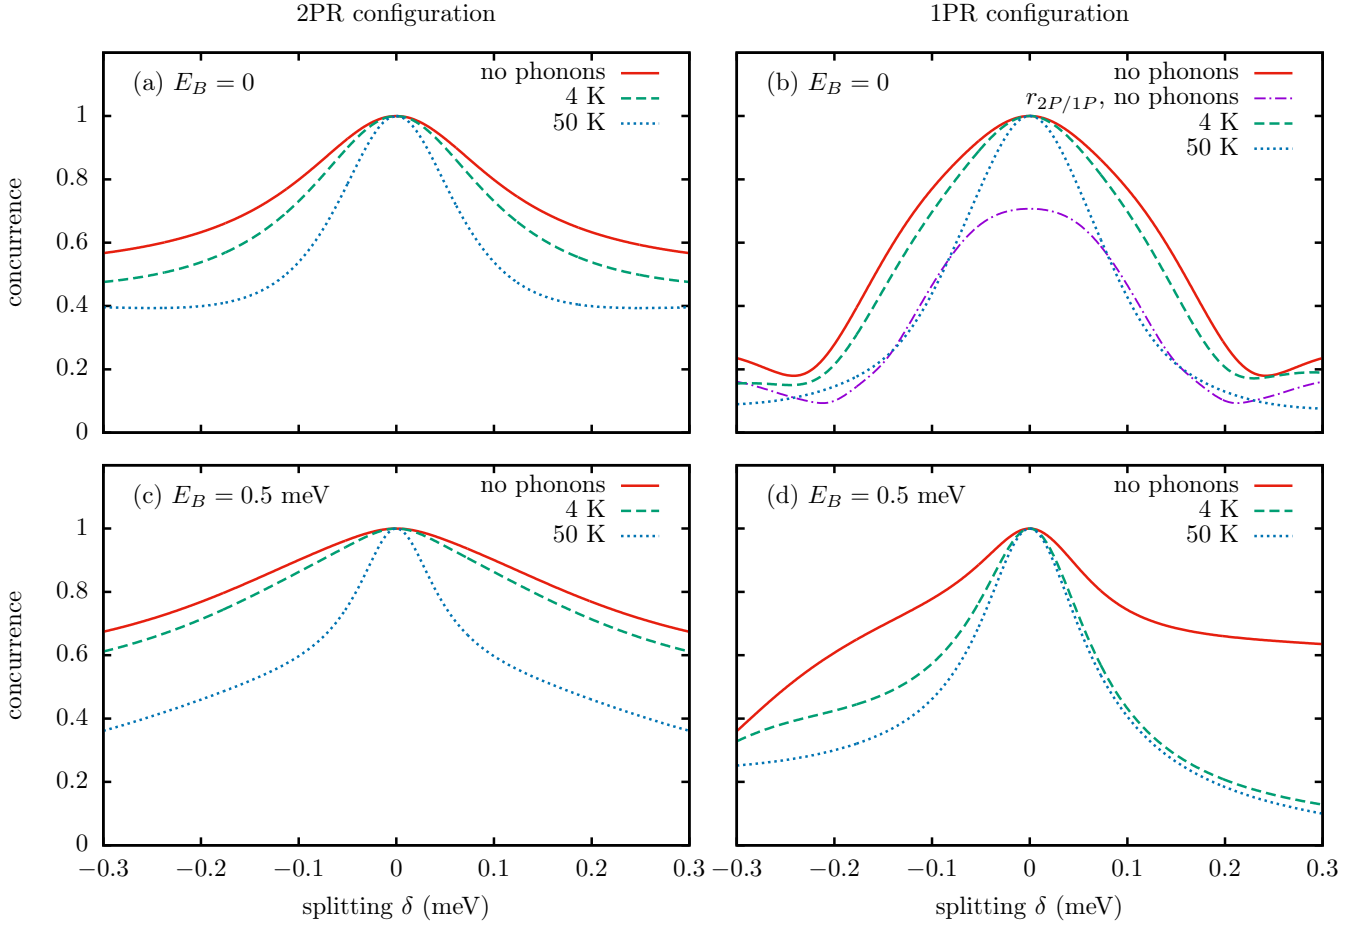 2PR configuration
1PR configuration
(a) E_B = 0
no phonons
4 K
50 K
concurrence
1
0.8
0.6
0.4
0.2
0
(b) E_B = 0
no phonons
r_{2P/1P}, no phonons
4 K
50 K
(c) E_B = 0.5 meV
no phonons
4 K
50 K
concurrence
1
0.8
0.6
0.4
0.2
0
−0.3 −0.2 −0.1 0 0.1 0.2 0.3
splitting δ (meV)
(d) E_B = 0.5 meV
no phonons
4 K
50 K
−0.3 −0.2 −0.1 0 0.1 0.2 0.3
splitting δ (meV)